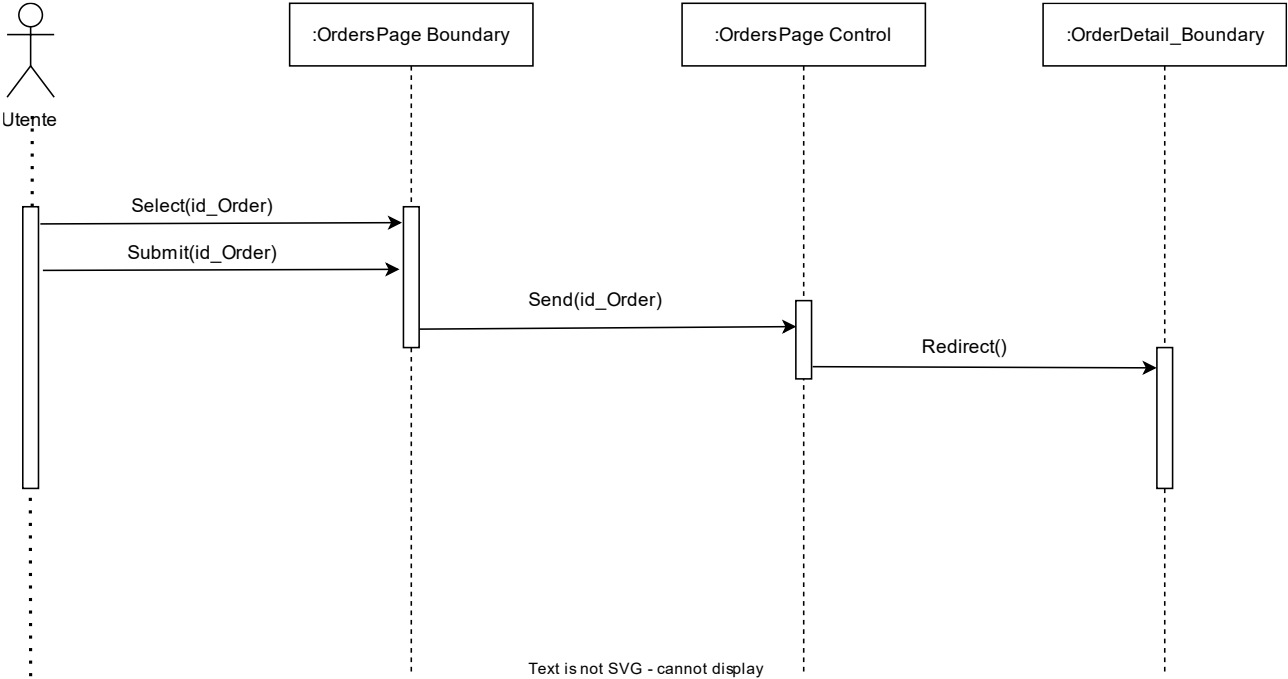 :OrdersPage Boundary
:OrdersPage Control
:OrderDetail_Boundary
Utente
Select(id_Order)
Submit(id_Order)
Send(id_Order)
Redirect()
Text is not SVG - cannot display